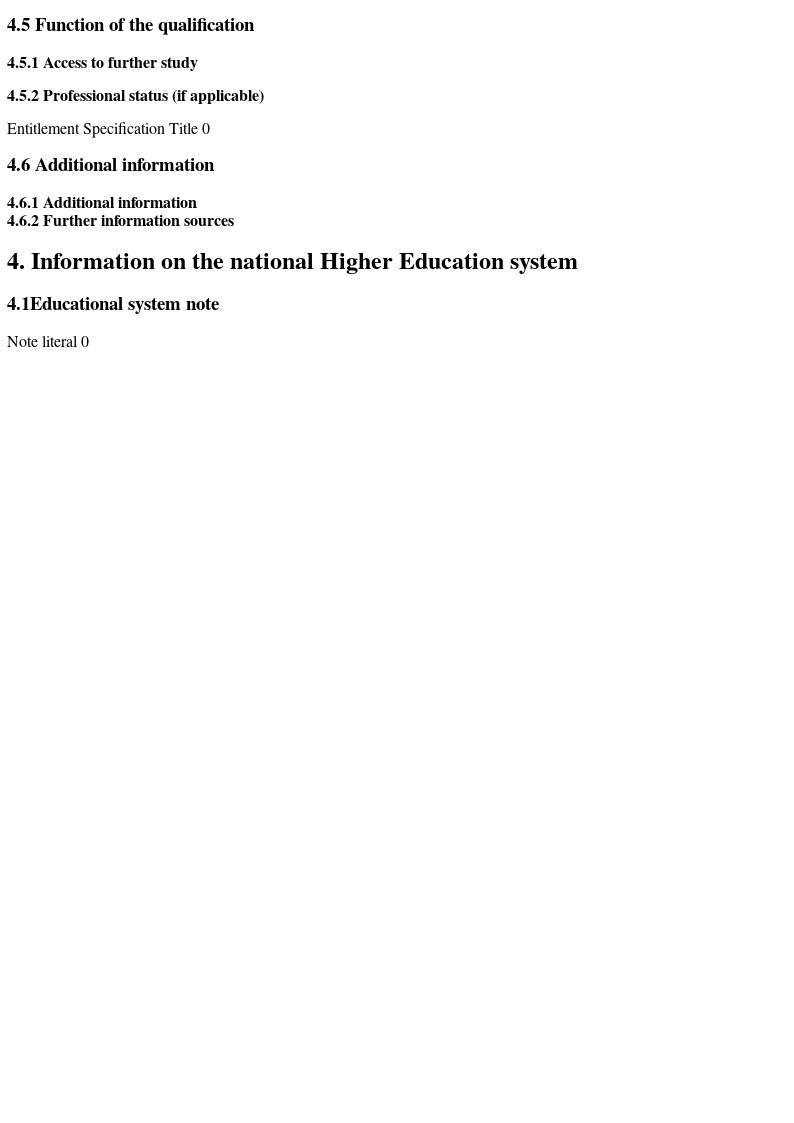 4.5 Function of the qualification
4.5.1 Access to further study
4.5.2 Professional status (if applicable)
Entitlement Specification Title 0
4.6 Additional information
4.6.1 Additional information
4.6.2 Further information sources
4. Information on the national Higher Education system
4.1Educational system note
Note literal 0